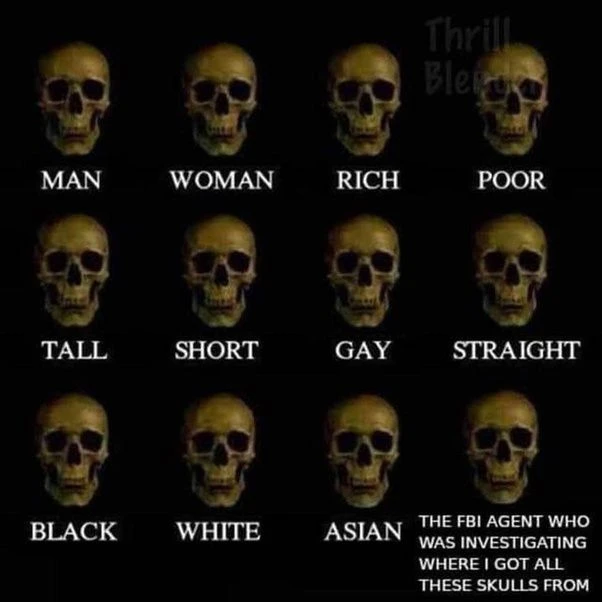 Thrill
Blender
MAN WOMAN RICH POOR
TALL SHORT GAY STRAIGHT
BLACK WHITE ASIAN THE FBI AGENT WHO
WAS INVESTIGATING
WHERE I GOT ALL
THESE SKULLS FROM